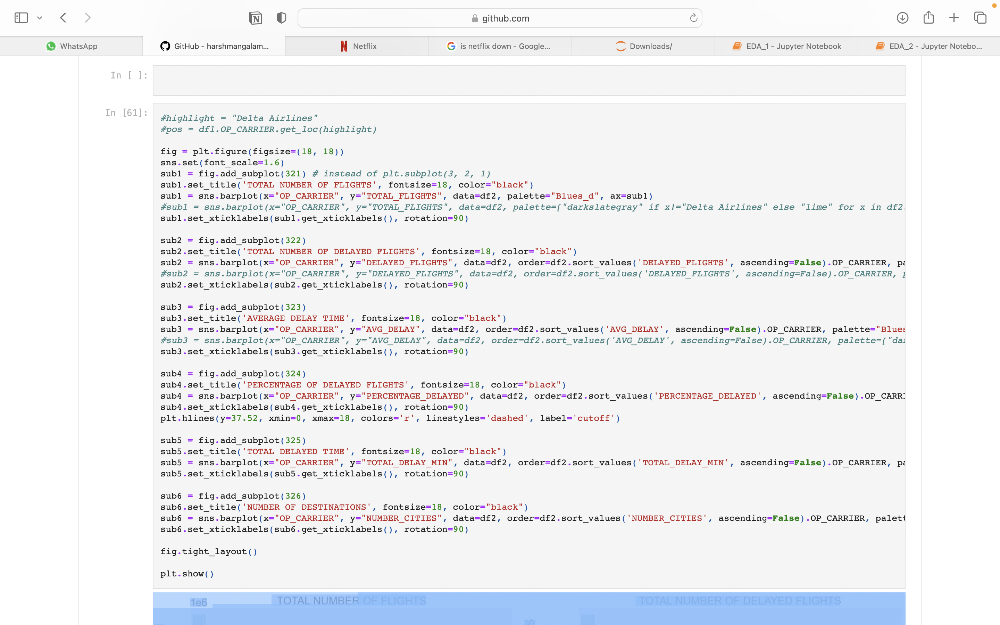 github.com
WhatsApp
GitHub - harshmangalam...
Netflix
is netflix down - Google...
Downloads/
EDA_1 - Jupyter Notebook
EDA_2 - Jupyter Notebo...
In [ ]:
In [61]:
#highlight = "Delta Airlines"
#pos = df1.OP_CARRIER.get_loc(highlight)
fig = plt.figure(figsize=(18, 18))
sns.set(font_scale=1.6)
sub1 = fig.add_subplot(321) # instead of plt.subplot(3, 2, 1)
sub1.set_title('TOTAL NUMBER OF FLIGHTS', fontsize=18, color="black")
sub1 = sns.barplot(x="OP_CARRIER", y="TOTAL_FLIGHTS", data=df2, palette="Blues_d", ax=sub1)
#sub1 = sns.barplot(x="OP_CARRIER", y="TOTAL_FLIGHTS", data=df2, palette=["darkslategray" if x!="Delta Airlines" else "lime" for x in df2.
sub1.set_xticklabels(sub1.get_xticklabels(), rotation=90)
sub2 = fig.add_subplot(322)
sub2.set_title('TOTAL NUMBER OF DELAYED FLIGHTS', fontsize=18, color="black")
sub2 = sns.barplot(x="OP_CARRIER", y="DELAYED_FLIGHTS", data=df2, order=df2.sort_values('DELAYED_FLIGHTS', ascending=False).OP_CARRIER, pa
#sub2 = sns.barplot(x="OP_CARRIER", y="DELAYED_FLIGHTS", data=df2, order=df2.sort_values('DELAYED_FLIGHTS', ascending=False).OP_CARRIER, p
sub2.set_xticklabels(sub2.get_xticklabels(), rotation=90)
sub3 = fig.add_subplot(323)
sub3.set_title('AVERAGE DELAY TIME', fontsize=18, color="black")
sub3 = sns.barplot(x="OP_CARRIER", y="AVG_DELAY", data=df2, order=df2.sort_values('AVG_DELAY', ascending=False).OP_CARRIER, palette="Blues
#sub3 = sns.barplot(x="OP_CARRIER", y="AVG_DELAY", data=df2, order=df2.sort_values('AVG_DELAY', ascending=False).OP_CARRIER, palette=["dar
sub3.set_xticklabels(sub3.get_xticklabels(), rotation=90)
sub4 = fig.add_subplot(324)
sub4.set_title('PERCENTAGE OF DELAYED FLIGHTS', fontsize=18, color="black")
sub4 = sns.barplot(x="OP_CARRIER", y="PERCENTAGE_DELAYED", data=df2, order=df2.sort_values('PERCENTAGE_DELAYED', ascending=False).OP_CARRI
sub4.set_xticklabels(sub4.get_xticklabels(), rotation=90)
plt.hlines(y=37.52, xmin=0, xmax=18, colors='r', linestyles='dashed', label='cutoff')
sub5 = fig.add_subplot(325)
sub5.set_title('TOTAL DELAYED TIME', fontsize=18, color="black")
sub5 = sns.barplot(x="OP_CARRIER", y="TOTAL_DELAY_MIN", data=df2, order=df2.sort_values('TOTAL_DELAY_MIN', ascending=False).OP_CARRIER, pa
sub5.set_xticklabels(sub5.get_xticklabels(), rotation=90)
sub6 = fig.add_subplot(326)
sub6.set_title('NUMBER OF DESTINATIONS', fontsize=18, color="black")
sub6 = sns.barplot(x="OP_CARRIER", y="NUMBER_CITIES", data=df2, order=df2.sort_values('NUMBER_CITIES', ascending=False).OP_CARRIER, palett
sub6.set_xticklabels(sub6.get_xticklabels(), rotation=90)
fig.tight_layout()
plt.show()
1e6
TOTAL NUMBER OF FLIGHTS
TOTAL NUMBER OF DELAYED FLIGHTS